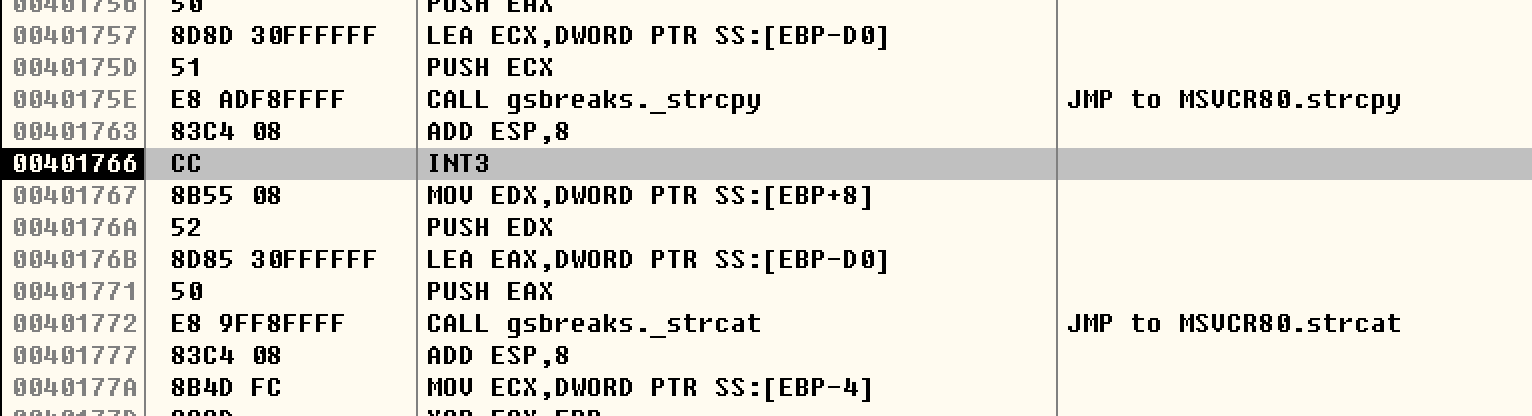 0040175B 50 PUSH EAX
00401757 8D8D 30FFFFFF LEA ECX,DWORD PTR SS:[EBP-D0]
0040175D 51 PUSH ECX
0040175E E8 ADF8FFFF CALL gsbreaks._strcpy JMP to MSVCR80.strcpy
00401763 83C4 08 ADD ESP,8
00401766 CC INT3
00401767 8B55 08 MOV EDX,DWORD PTR SS:[EBP+8]
0040176A 52 PUSH EDX
0040176B 8D85 30FFFFFF LEA EAX,DWORD PTR SS:[EBP-D0]
00401771 50 PUSH EAX
00401772 E8 9FF8FFFF CALL gsbreaks._strcat JMP to MSVCR80.strcat
00401777 83C4 08 ADD ESP,8
0040177A 8B4D FC MOV ECX,DWORD PTR SS:[EBP-4]